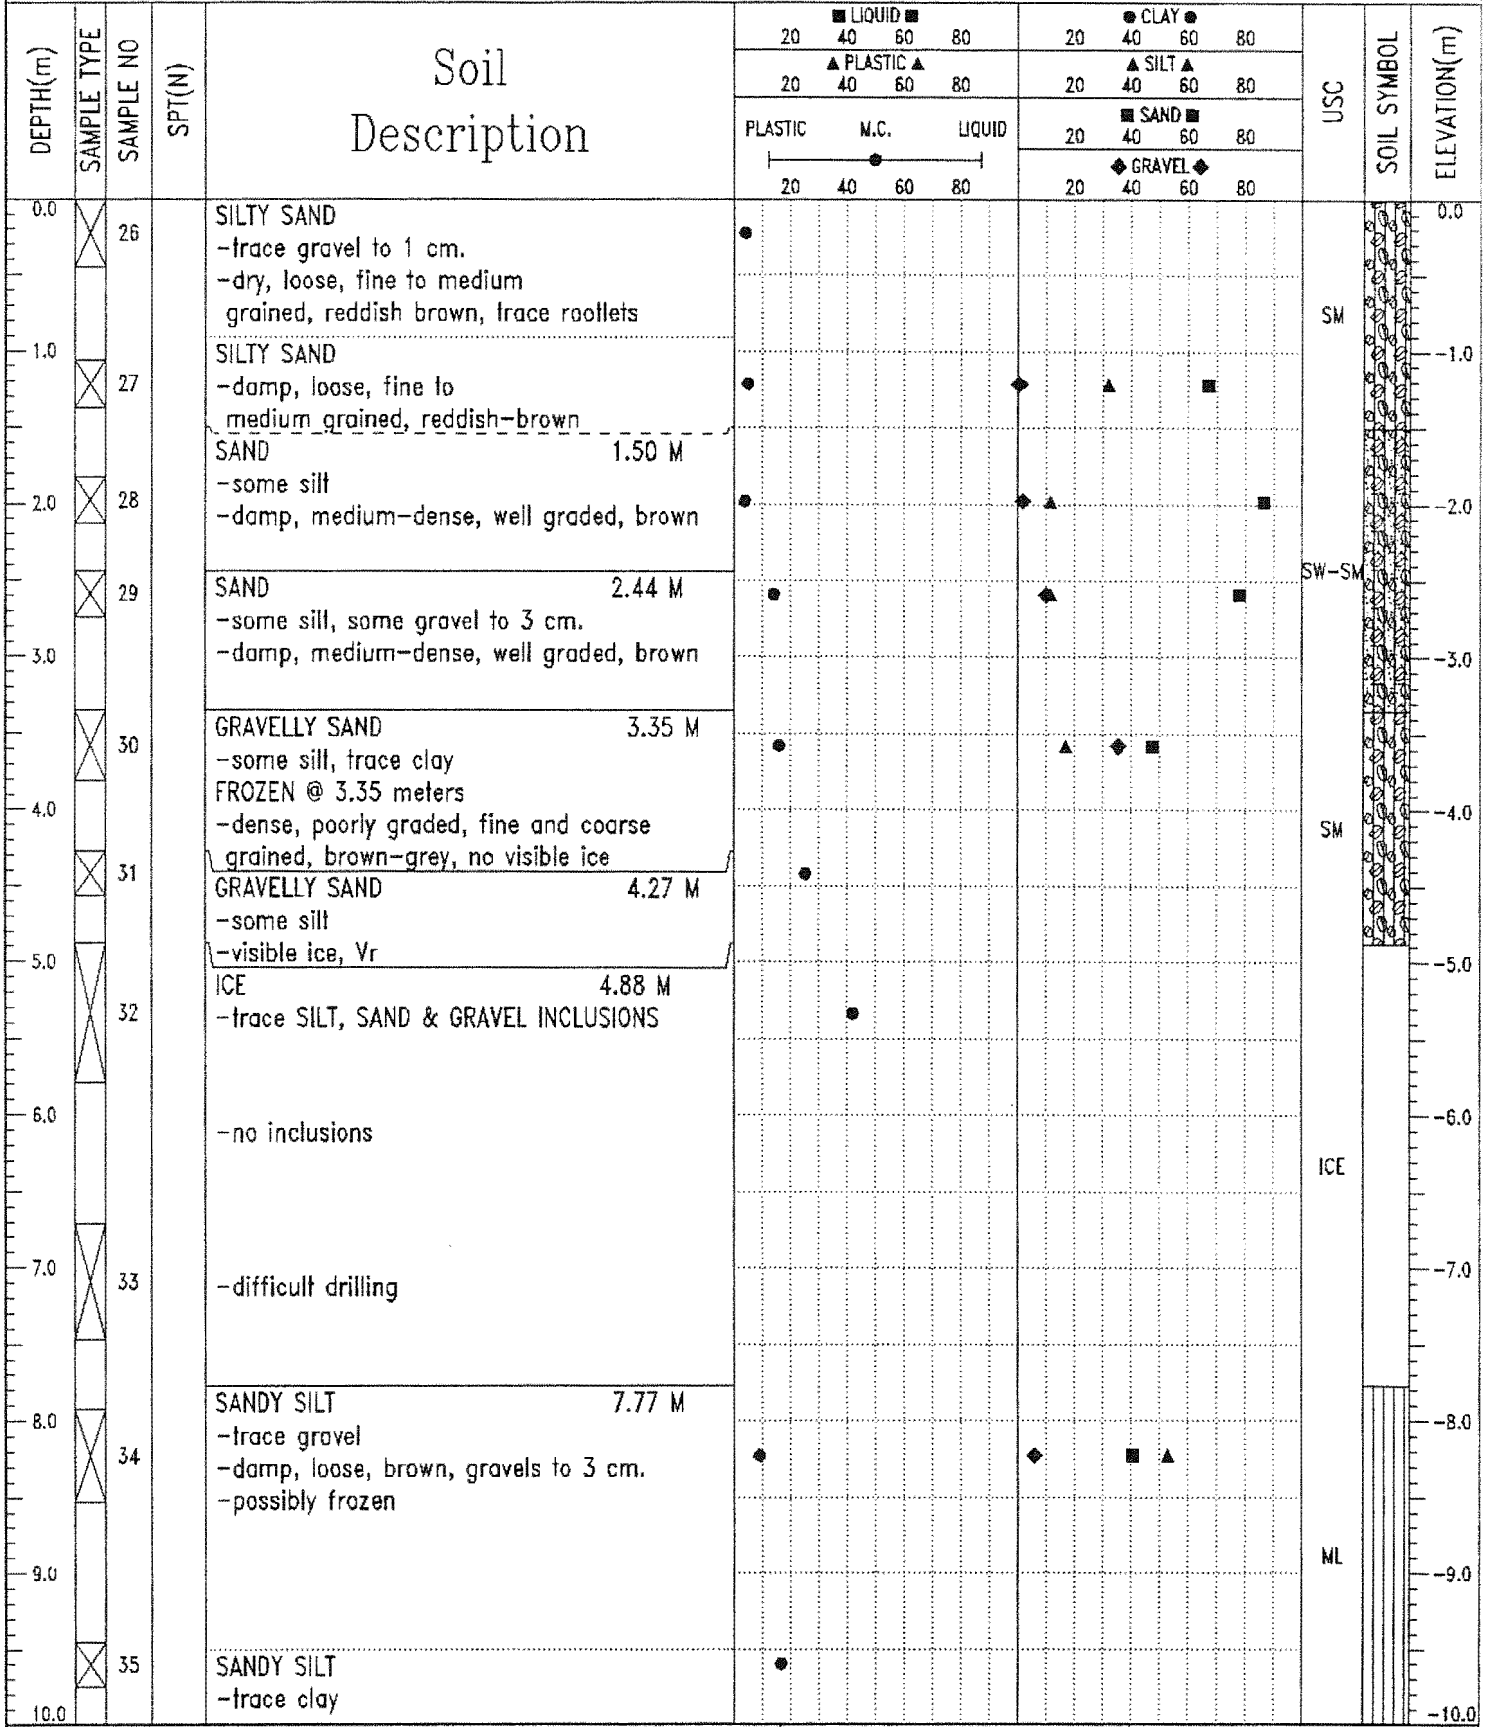 DEPTH(m)
SAMPLE TYPE
SAMPLE NO
SPT(N)
Soil
Description
■ LIQUID ■
20 40 60 80
▲ PLASTIC ▲
20 40 60 80
PLASTIC M.C. LIQUID
20 40 60 80
● CLAY ●
20 40 60 80
▲ SILT ▲
20 40 60 80
■ SAND ■
20 40 60 80
◆ GRAVEL ◆
20 40 60 80
USC
SOIL SYMBOL
ELEVATION(m)
0.0
26
SILTY SAND
-trace gravel to 1 cm.
-dry, loose, fine to medium
grained, reddish brown, trace rootlets
SM
0.0
1.0
27
SILTY SAND
-damp, loose, fine to
medium grained, reddish-brown
-1.0
SAND 1.50 M
-some silt
2.0
28
-damp, medium-dense, well graded, brown
-2.0
SW-SM
29
SAND 2.44 M
-some silt, some gravel to 3 cm.
3.0
-damp, medium-dense, well graded, brown
-3.0
30
GRAVELLY SAND 3.35 M
-some silt, trace clay
FROZEN @ 3.35 meters
4.0
-dense, poorly graded, fine and coarse
grained, brown-grey, no visible ice
SM
-4.0
31
GRAVELLY SAND 4.27 M
-some silt
-visible ice, Vr
5.0
-5.0
ICE 4.88 M
32
-trace SILT, SAND & GRAVEL INCLUSIONS
6.0
-no inclusions
-6.0
ICE
7.0
33
-difficult drilling
-7.0
SANDY SILT 7.77 M
8.0
-trace gravel
-8.0
34
-damp, loose, brown, gravels to 3 cm.
-possibly frozen
ML
9.0
-9.0
35
SANDY SILT
-trace clay
10.0
-10.0